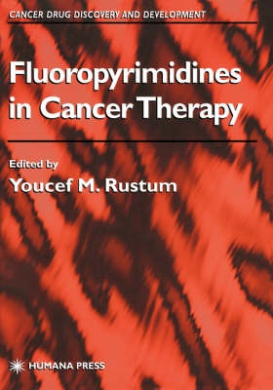 CANCER DRUG DISCOVERY AND DEVELOPMENT
Fluoropyrimidines
in Cancer Therapy
Edited by
Youcef M. Rustum
HUMANA PRESS